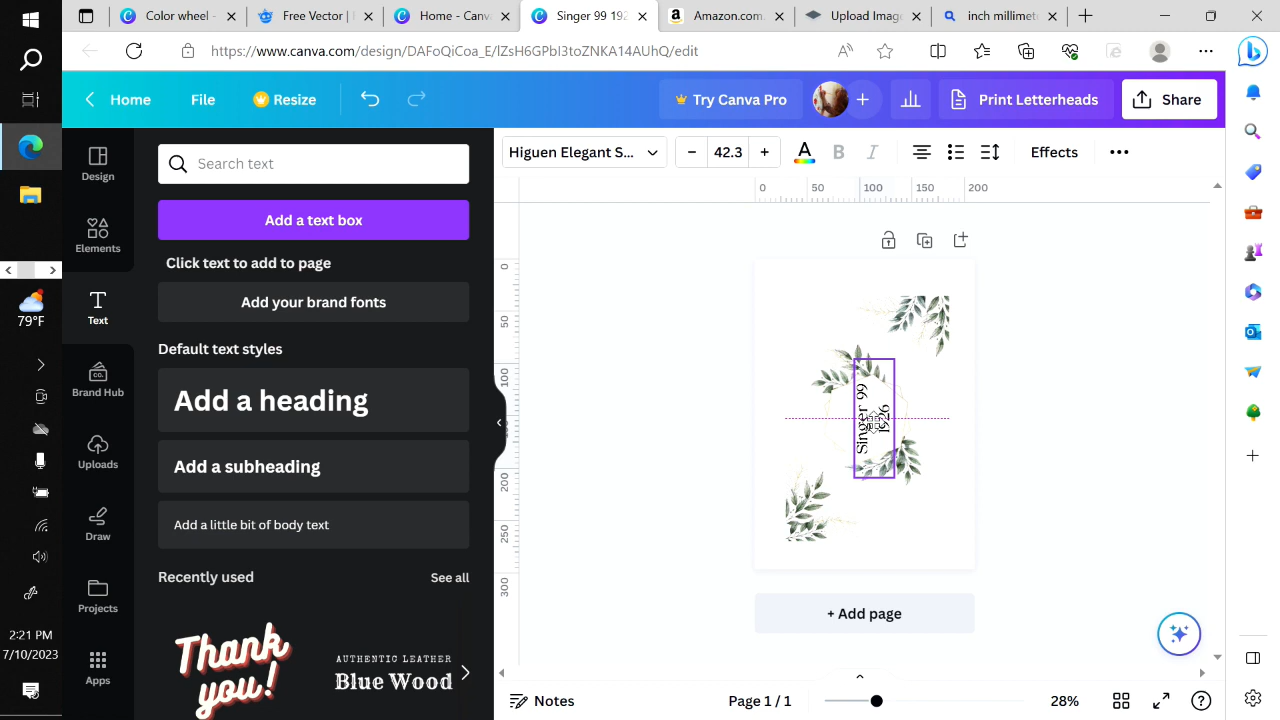 Color wheel -
Free Vector |
Home - Canv
Singer 99 192
Amazon.com.
Upload Image
inch millimet
https://www.canva.com/design/DAFoQiCoa_E/lZsH6GPbI3toZNKA14AUhQ/edit
Home
File
Resize
Try Canva Pro
Print Letterheads
Share
Design
Elements
Text
Brand Hub
Uploads
Draw
Projects
Apps
Search text
Add a text box
Click text to add to page
Add your brand fonts
Default text styles
Add a heading
Add a subheading
Add a little bit of body text
Recently used
See all
Thank
you!
AUTHENTIC LEATHER
Blue Wood
Higuen Elegant S...
42.3
A
B
I
Effects
0 50 100 150 200
0
50
100
200
250
300
Singer 99
1926
+ Add page
Notes
Page 1 / 1
28%
79°F
2:21 PM
7/10/2023